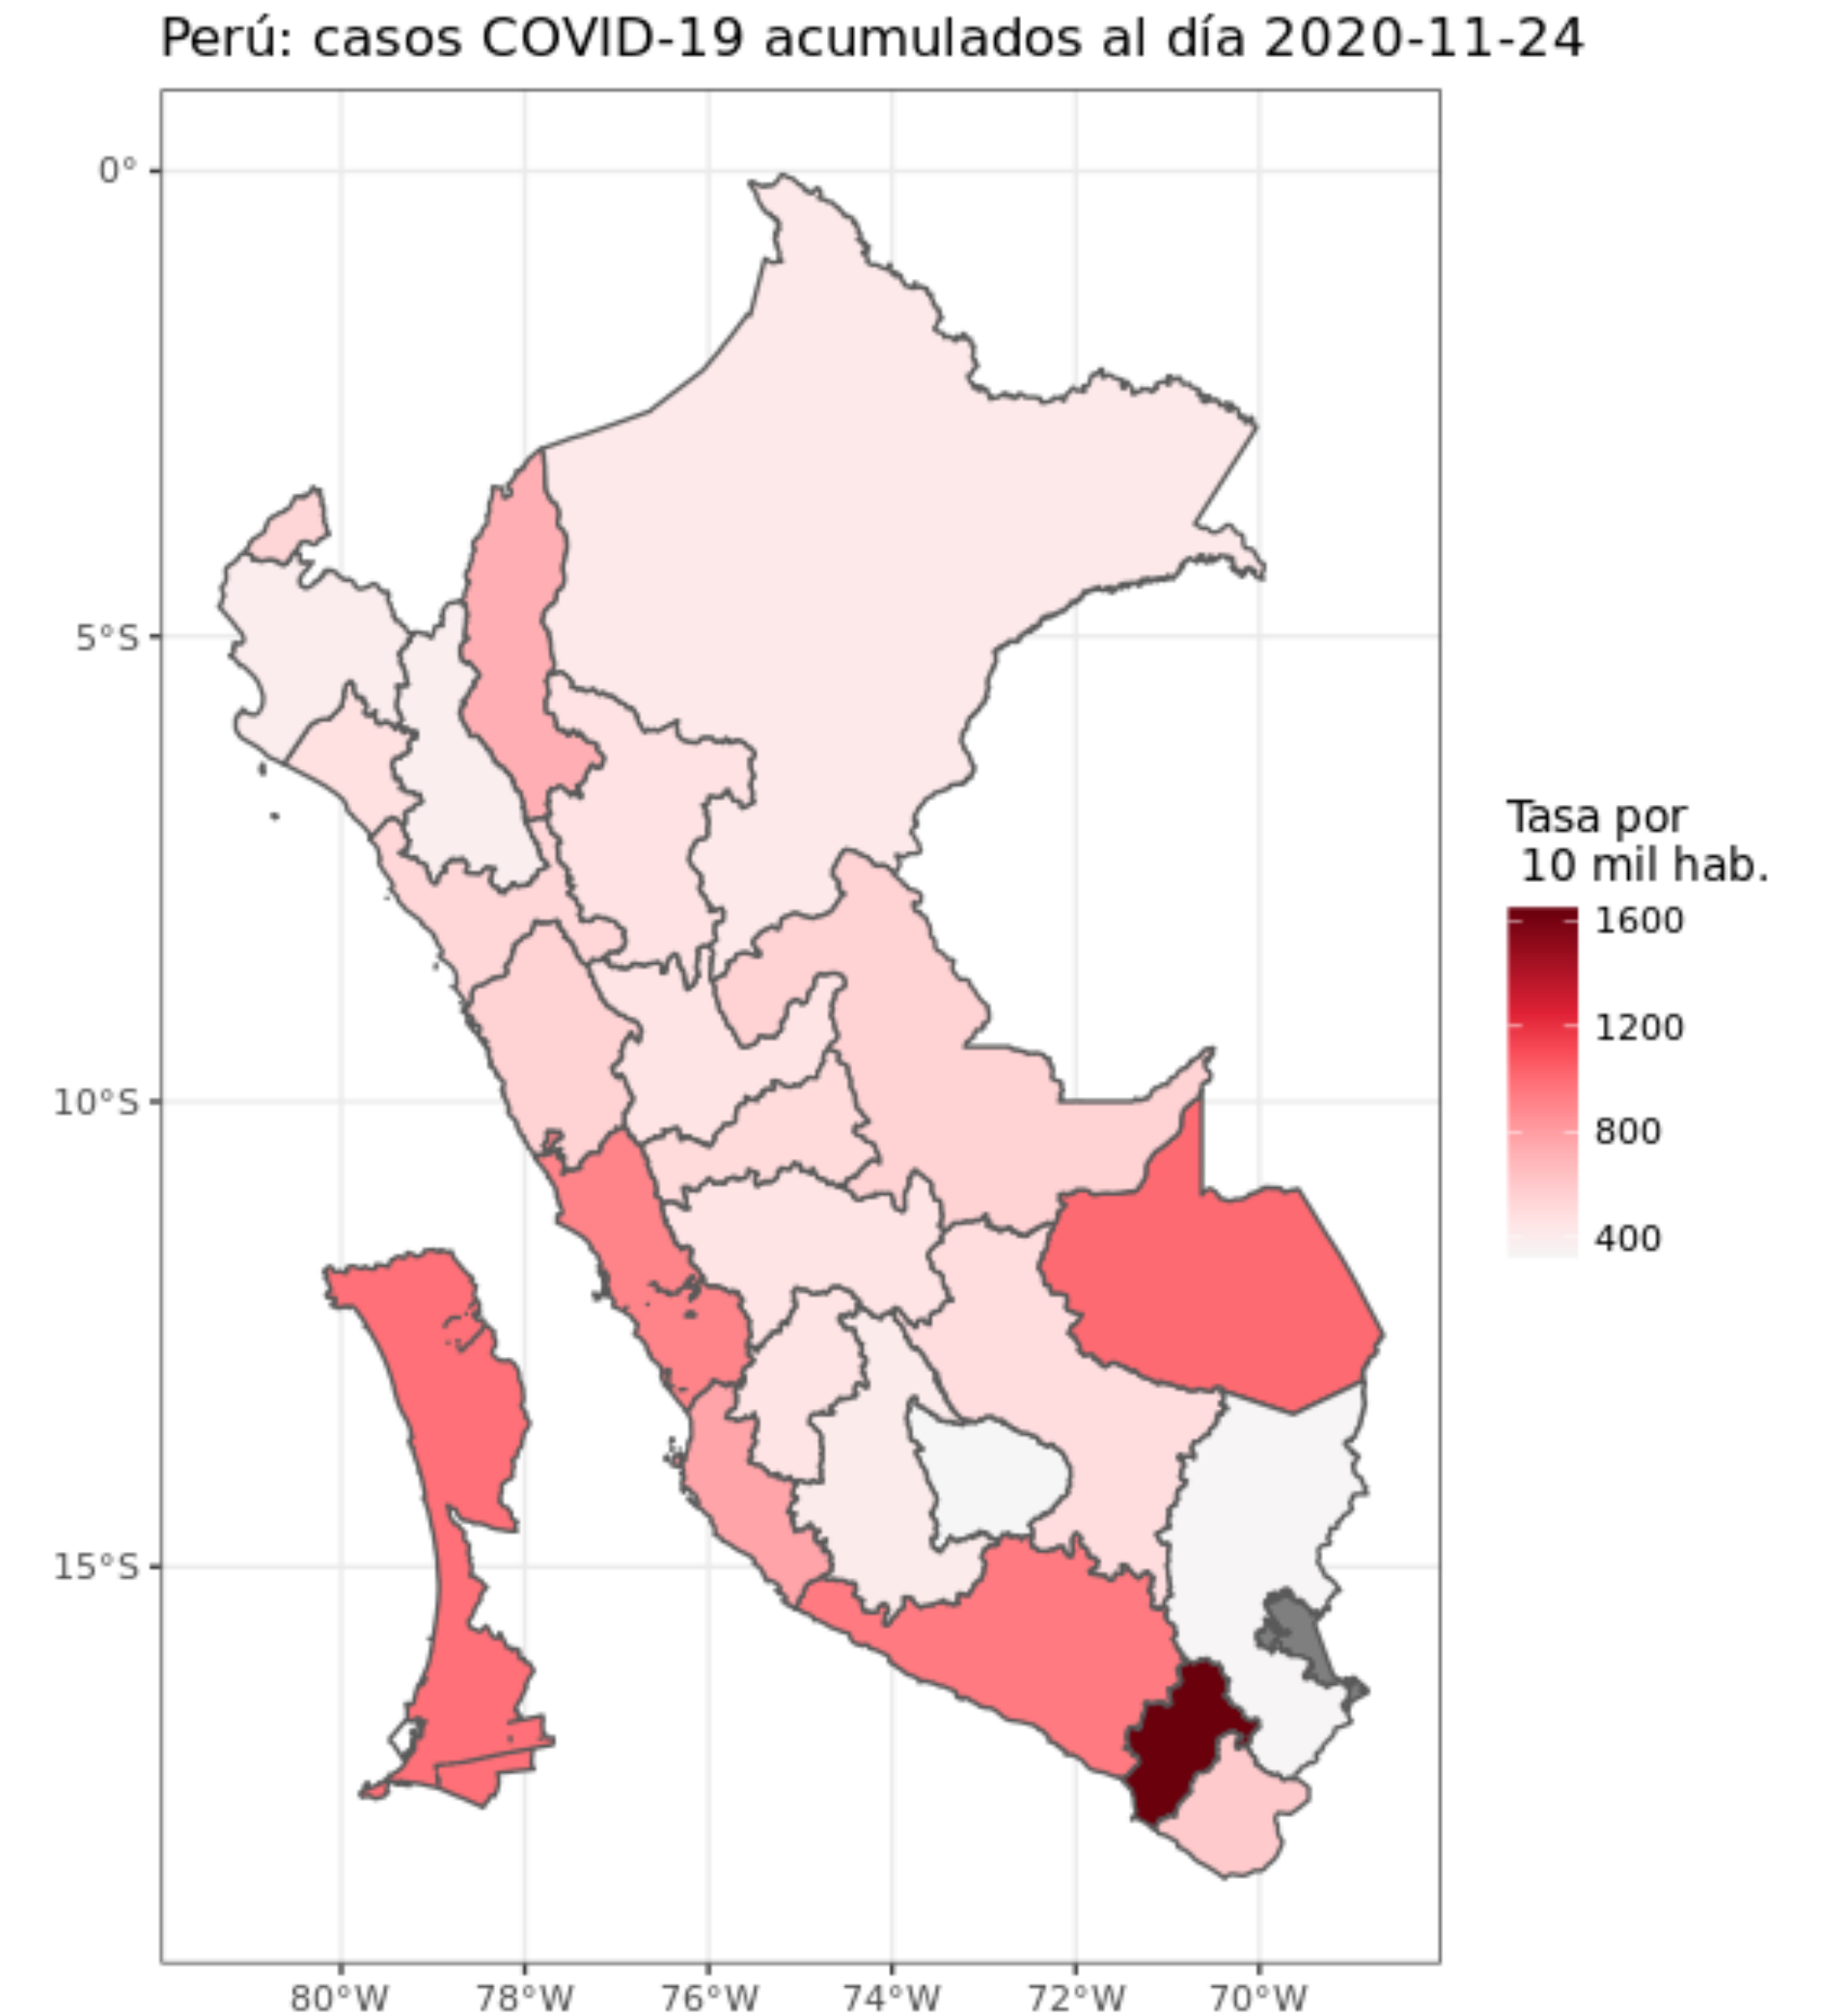 Perú: casos COVID-19 acumulados al día 2020-11-24
0°
5°S
10°S
15°S
80°W 78°W 76°W 74°W 72°W 70°W
Tasa por
10 mil hab.
1600
1200
800
400